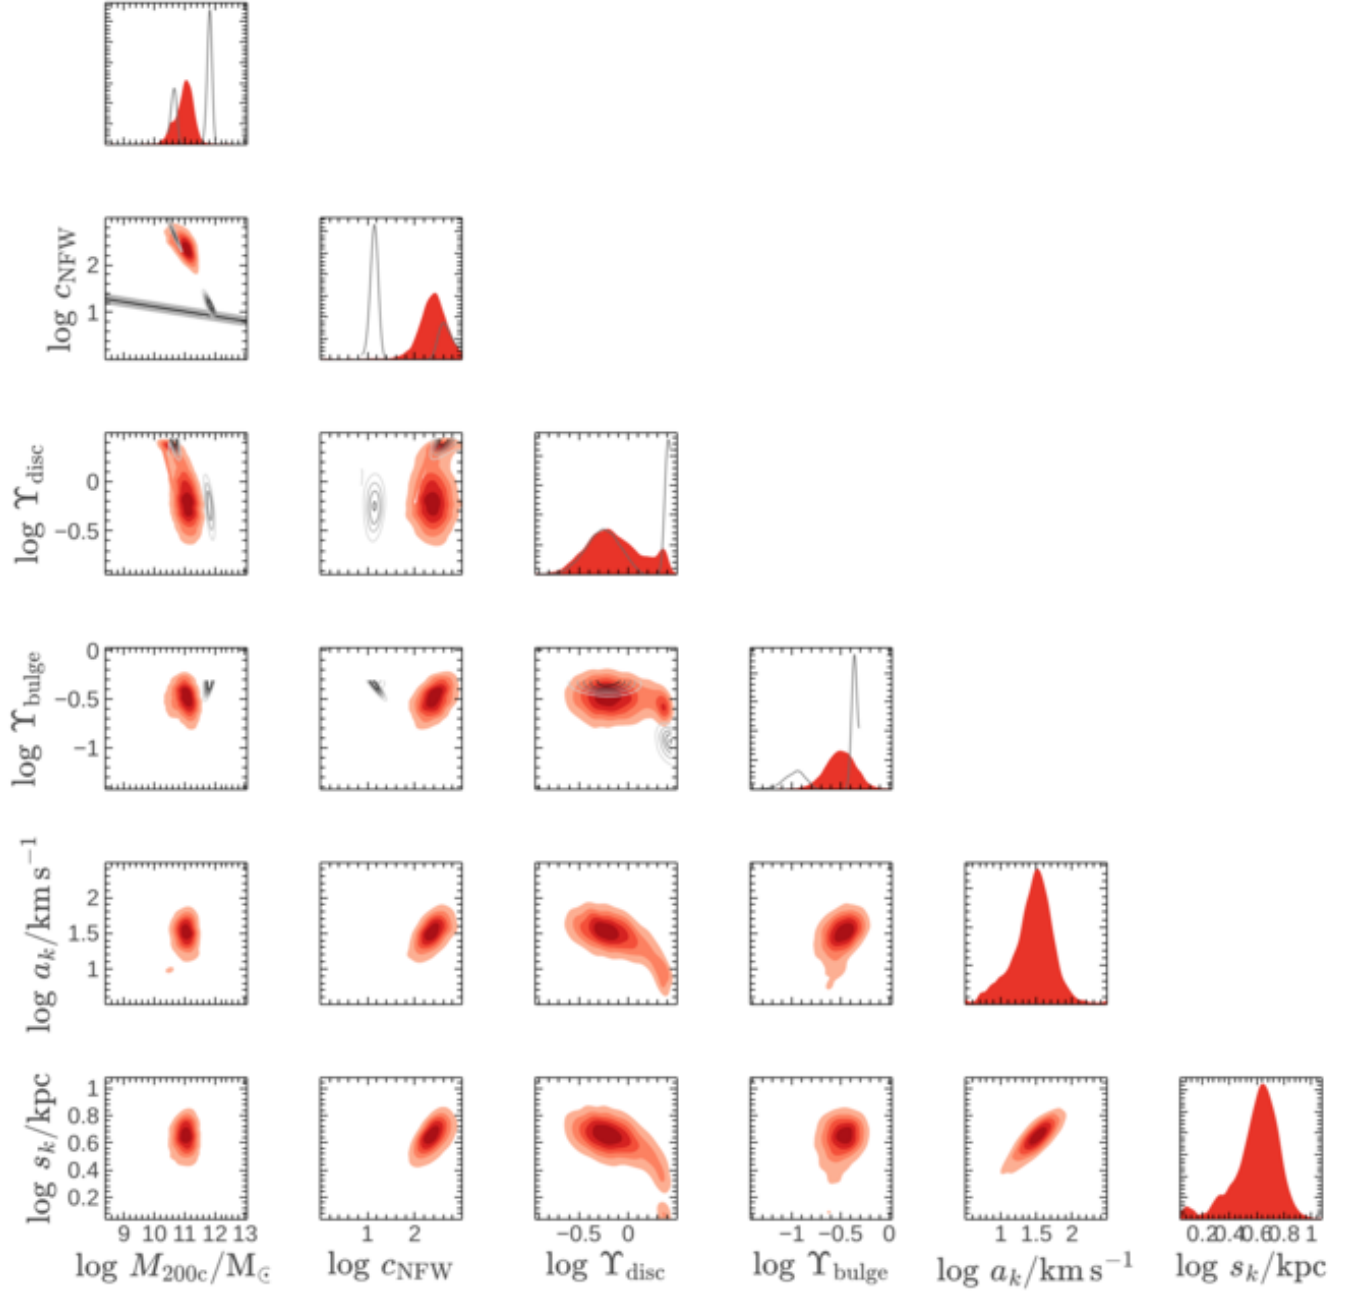 log c_NFW
2
1
log ϒ_disc
0
−0.5
log ϒ_bulge
0
−0.5
−1
log a_k/km s⁻¹
2
1.5
1
log s_k/kpc
1
0.8
0.6
0.4
0.2
9 10 11 12 13
1 2
−0.5 0
−1 −0.5 0
1 1.5 2
0.2 0.4 0.6 0.8 1
log M_200c/M_⊙
log c_NFW
log ϒ_disc
log ϒ_bulge
log a_k/km s⁻¹
log s_k/kpc